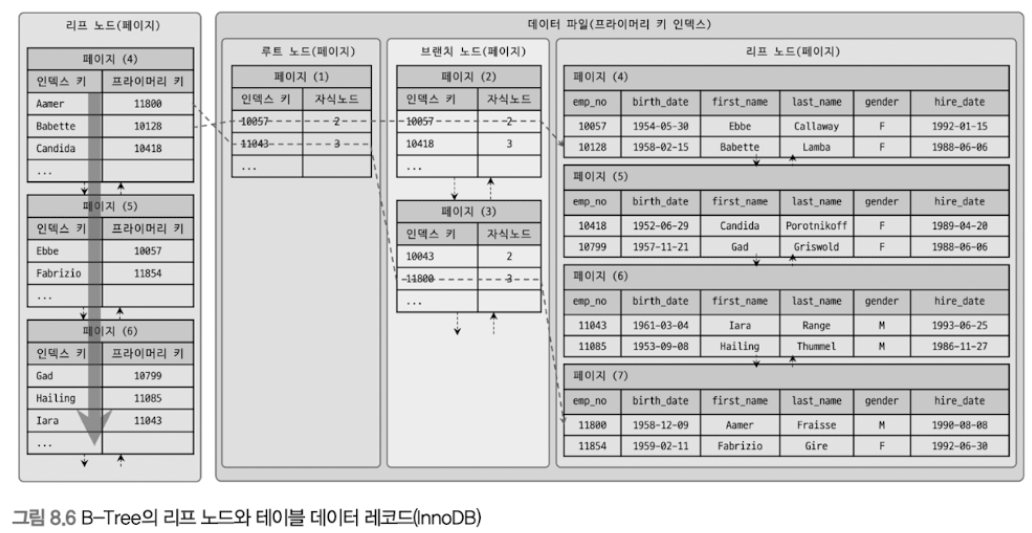 리프 노드(페이지)
페이지 (4)
인덱스 키 프라이머리 키
Aamer 11800
Babette 10128
Candida 10418
...
페이지 (5)
인덱스 키 프라이머리 키
Ebbe 10057
Fabrizio 11854
...
페이지 (6)
인덱스 키 프라이머리 키
Gad 10799
Hailing 11085
Iara 11043
...
데이터 파일(프라이머리 키 인덱스)
루트 노드(페이지)
페이지 (1)
인덱스 키 자식노드
10057 2
11043 3
...
브랜치 노드(페이지)
페이지 (2)
인덱스 키 자식노드
10057 2
10418 3
페이지 (3)
인덱스 키 자식노드
10043 2
11800 3
...
리프 노드(페이지)
페이지 (4)
emp_no birth_date first_name last_name gender hire_date
10057 1954-05-30 Ebbe Callaway F 1992-01-15
10128 1958-02-15 Babette Lamba F 1988-06-06
페이지 (5)
emp_no birth_date first_name last_name gender hire_date
10418 1952-06-29 Candida Porotnikoff F 1989-04-20
10799 1957-11-21 Gad Griswold F 1988-06-06
페이지 (6)
emp_no birth_date first_name last_name gender hire_date
11043 1961-03-04 Iara Range M 1993-06-25
11085 1953-09-08 Hailing Thummel M 1986-11-27
페이지 (7)
emp_no birth_date first_name last_name gender hire_date
11800 1958-12-09 Aamer Fraisse M 1990-08-08
11854 1959-02-11 Fabrizio Gire F 1992-06-30
그림 8.6 B-Tree의 리프 노드와 테이블 데이터 레코드(InnoDB)